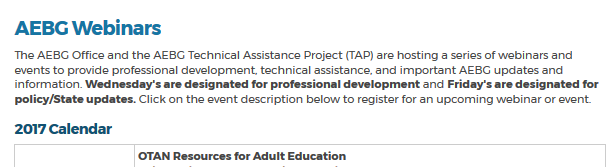 AEBG Webinars
The AEBG Office and the AEBG Technical Assistance Project (TAP) are hosting a series of webinars and
events to provide professional development, technical assistance, and important AEBG updates and
information. Wednesday's are designated for professional development and Friday's are designated for
policy/State updates. Click on the event description below to register for an upcoming webinar or event.
2017 Calendar
OTAN Resources for Adult Education